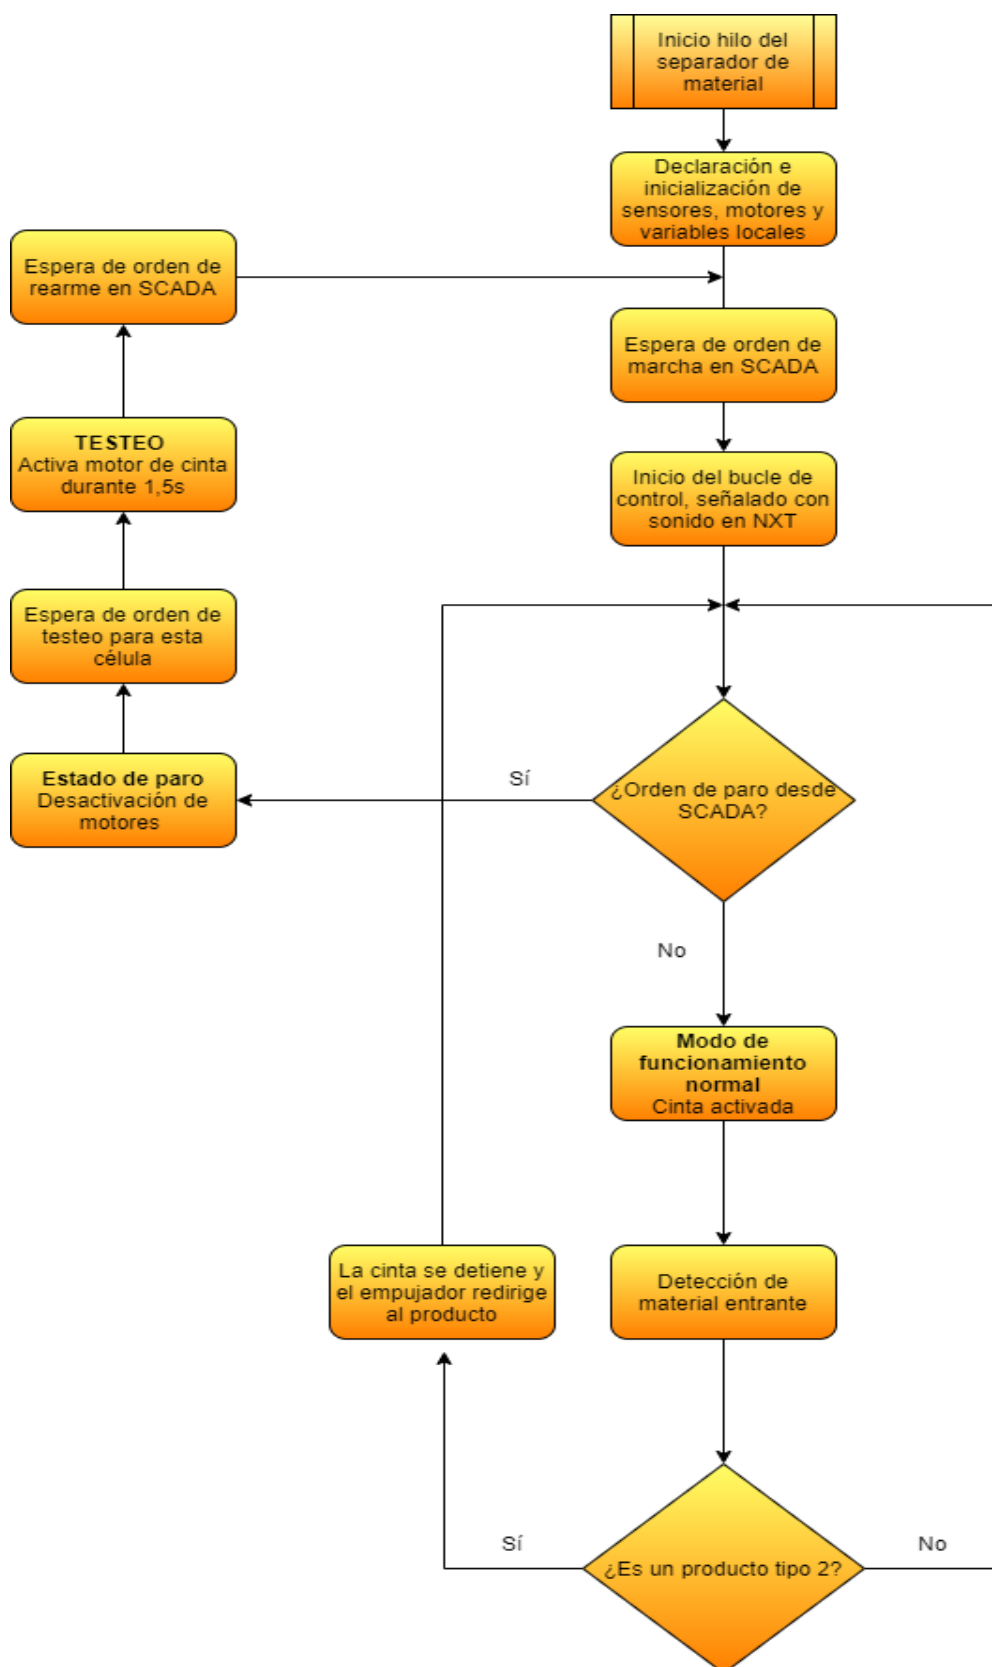 Inicio hilo del
separador de
material
Declaración e
inicialización de
sensores, motores y
variables locales
Espera de orden de
rearme en SCADA
Espera de orden de
marcha en SCADA
TESTEO
Activa motor de cinta
durante 1,5s
Inicio del bucle de
control, señalado con
sonido en NXT
Espera de orden de
testeo para esta
célula
Estado de paro
Desactivación de
motores
Sí
¿Orden de paro desde
SCADA?
No
Modo de
funcionamiento
normal
Cinta activada
La cinta se detiene y
el empujador redirige
al producto
Detección de
material entrante
Sí
¿Es un producto tipo 2?
No